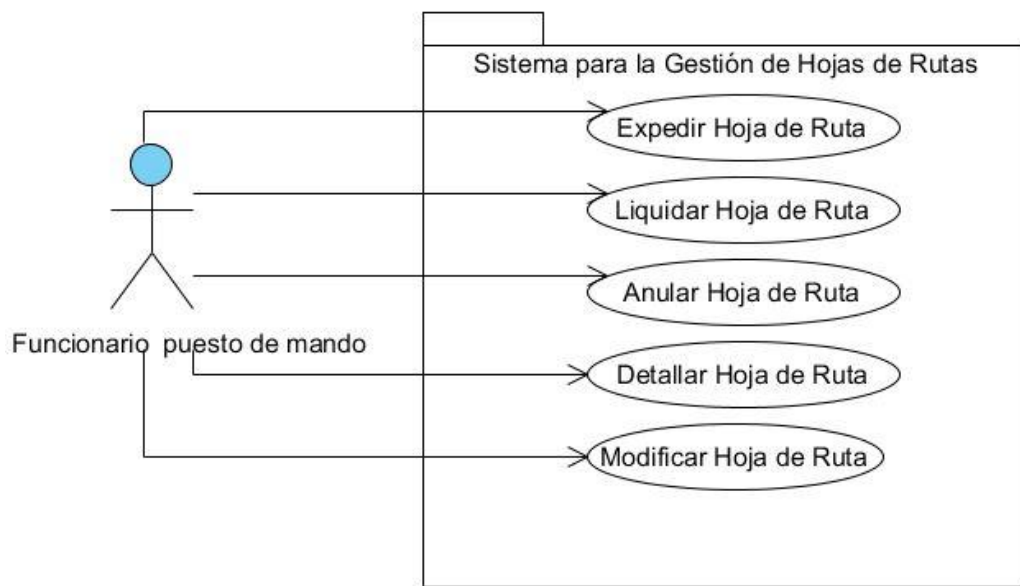 Sistema para la Gestión de Hojas de Rutas
Expedir Hoja de Ruta
Liquidar Hoja de Ruta
Anular Hoja de Ruta
Funcionario  puesto de mando
Detallar Hoja de Ruta
Modificar Hoja de Ruta